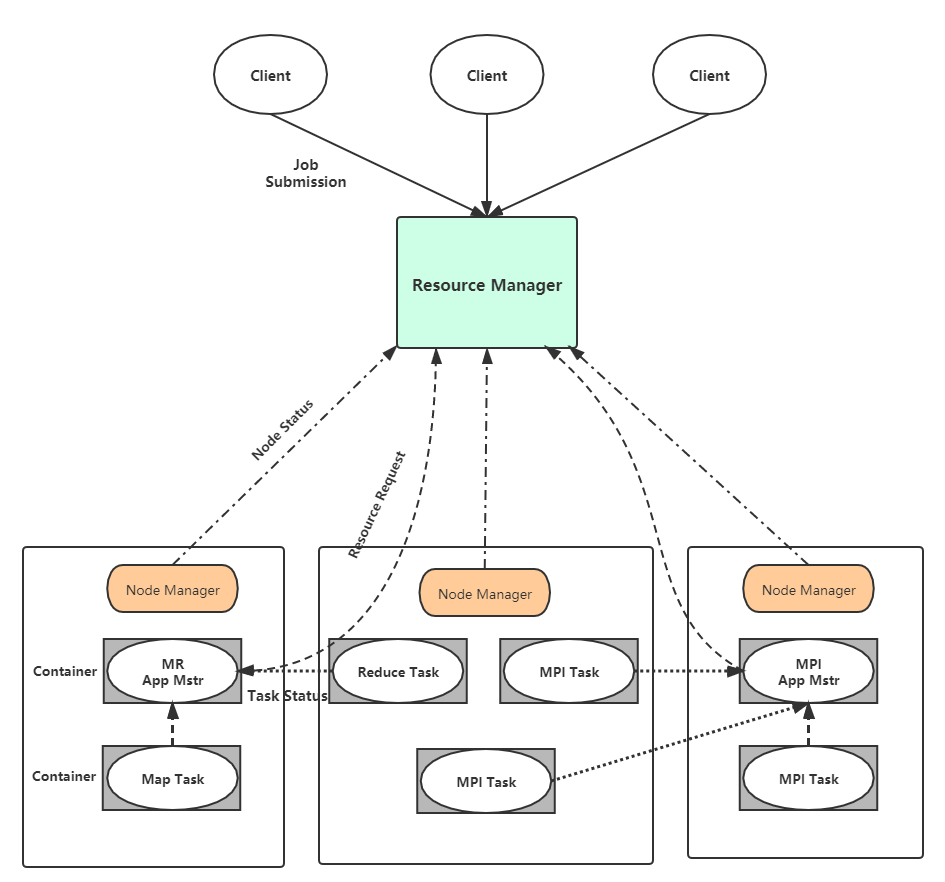 Client
Client
Client
Job
Submission
Resource Manager
Node Status
Resource Request
Node Manager
Node Manager
Node Manager
Container
MR
App Mstr
Reduce Task
MPI Task
MPI
App Mstr
Task Status
Container
Map Task
MPI Task
MPI Task